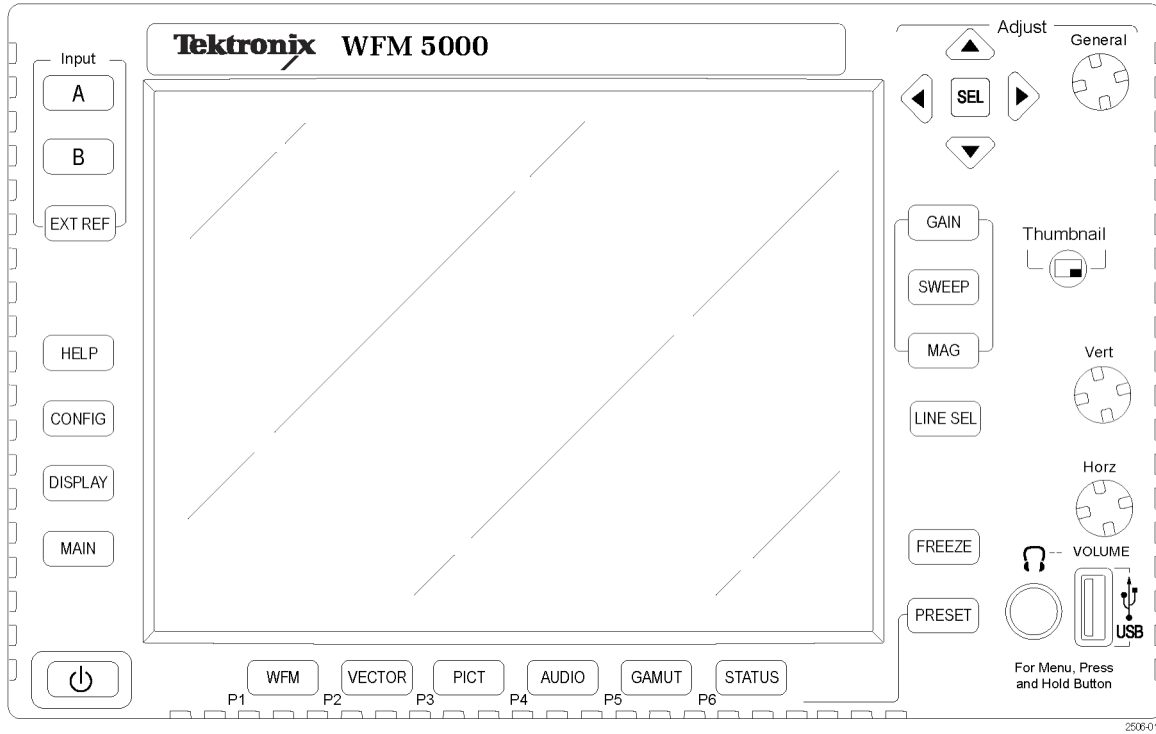 Tektronix WFM 5000
Adjust
General
Input
A
SEL
B
EXT REF
GAIN
Thumbnail
SWEEP
HELP
MAG
Vert
CONFIG
LINE SEL
DISPLAY
Horz
MAIN
FREEZE
VOLUME
PRESET
USB
For Menu, Press
and Hold Button
WFM VECTOR PICT AUDIO GAMUT STATUS
P1 P2 P3 P4 P5 P6